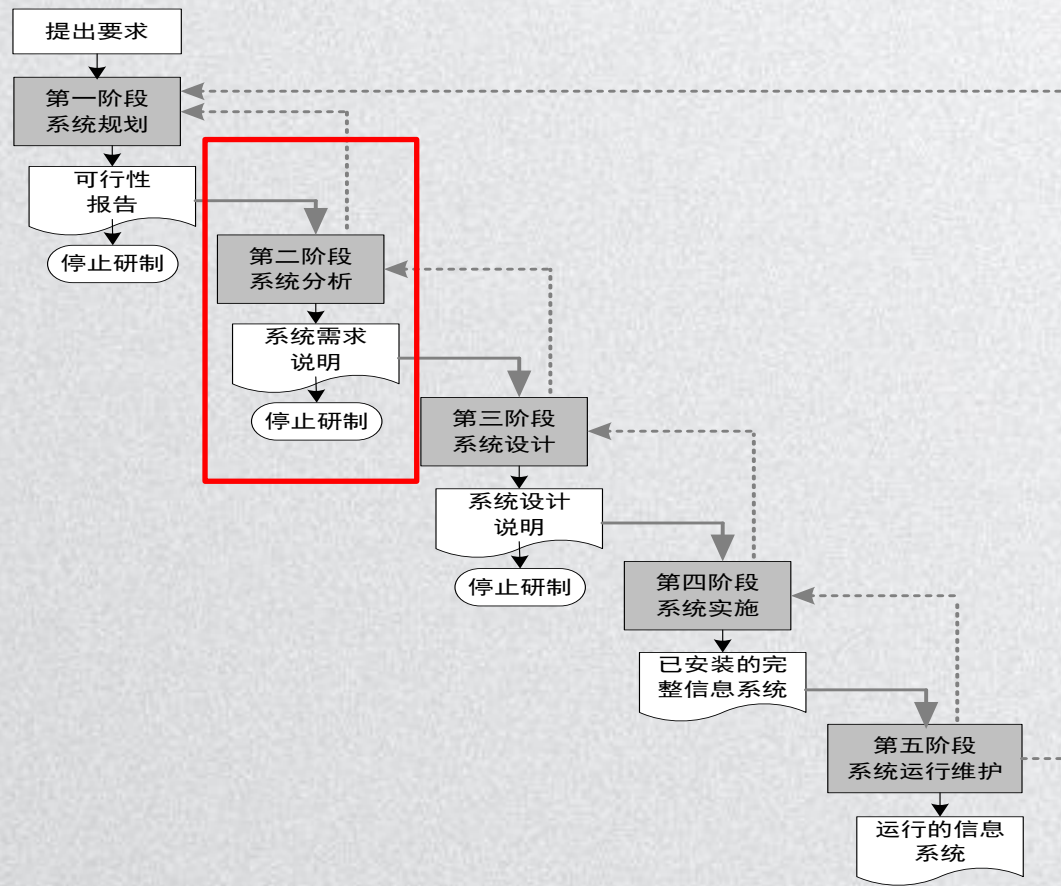 提出要求
第一阶段
系统规划
可行性
报告
停止研制
第二阶段
系统分析
系统需求
说明
停止研制
第三阶段
系统设计
系统设计
说明
停止研制
第四阶段
系统实施
已安装的完
整信息系统
第五阶段
系统运行维护
运行的信息
系统